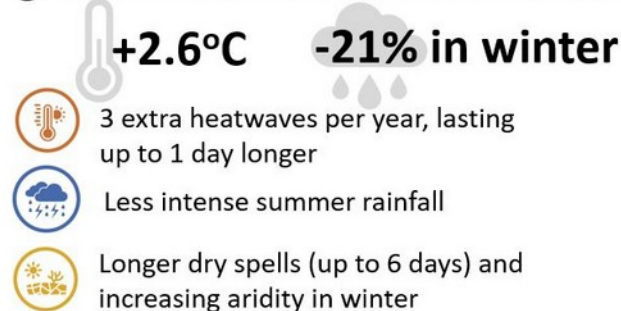 +2.6°C
-21% in winter
3 extra heatwaves per year, lasting
up to 1 day longer
Less intense summer rainfall
Longer dry spells (up to 6 days) and
increasing aridity in winter